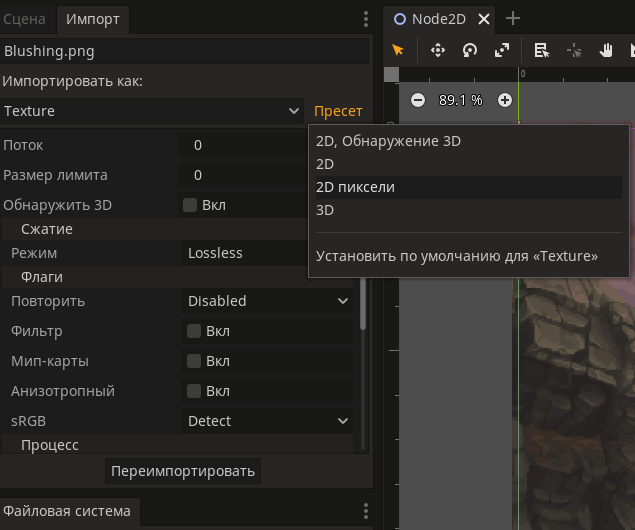 Сцена Импорт
Node2D
Blushing.png
Импортировать как:
Texture Пресет
0
89.1 %
2D, Обнаружение 3D
2D
2D пиксели
3D
Установить по умолчанию для «Texture»
Поток 0
Размер лимита 0
Обнаружить 3D Вкл
Сжатие
Режим Lossless
Флаги
Повторить Disabled
Фильтр Вкл
Мип-карты Вкл
Анизотропный Вкл
sRGB Detect
Процесс
Переимпортировать
Файловая система